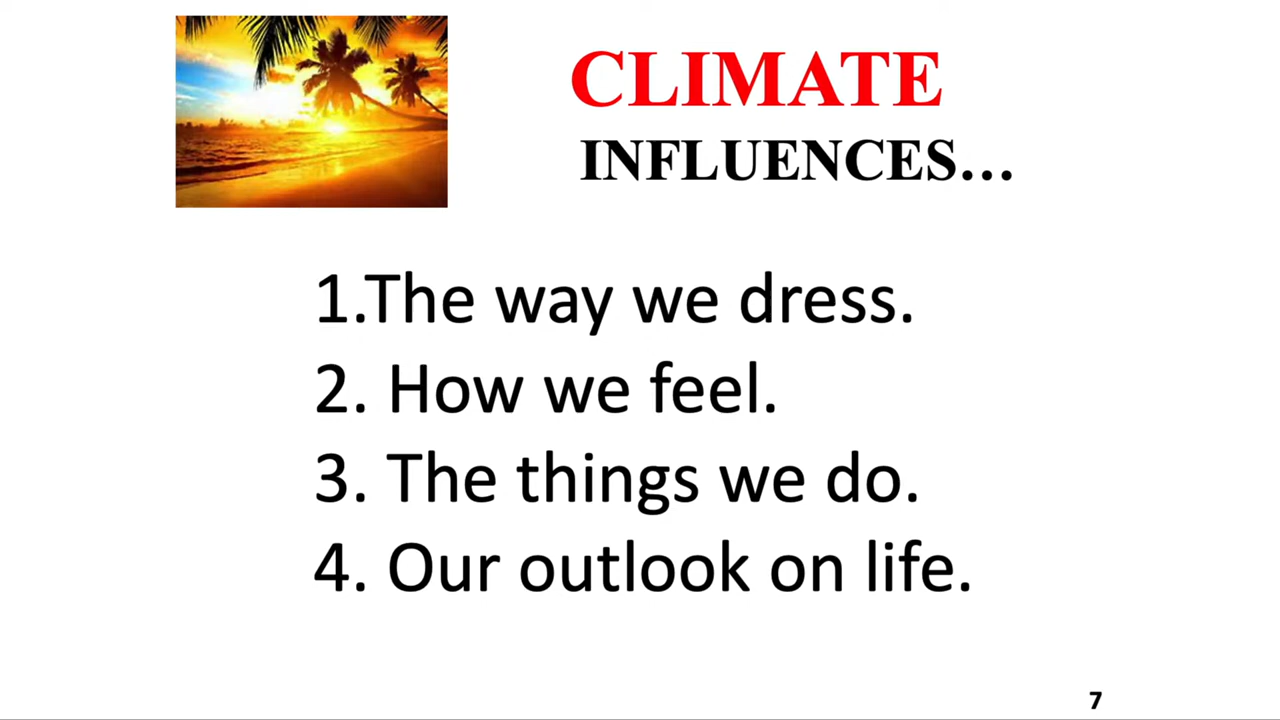 CLIMATE
INFLUENCES...
1.The way we dress.
2. How we feel.
3. The things we do.
4. Our outlook on life.
7